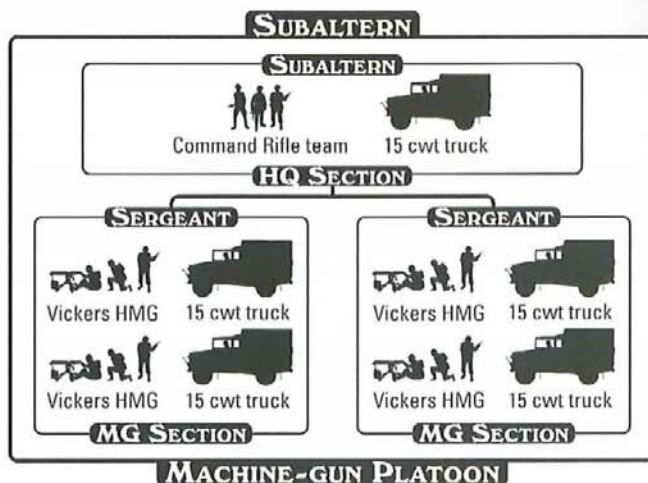 SUBALTERN
SUBALTERN
Command Rifle team 15 cwt truck
HQ SECTION
SERGEANT SERGEANT
Vickers HMG 15 cwt truck Vickers HMG 15 cwt truck
Vickers HMG 15 cwt truck Vickers HMG 15 cwt truck
MG SECTION MG SECTION
MACHINE-GUN PLATOON